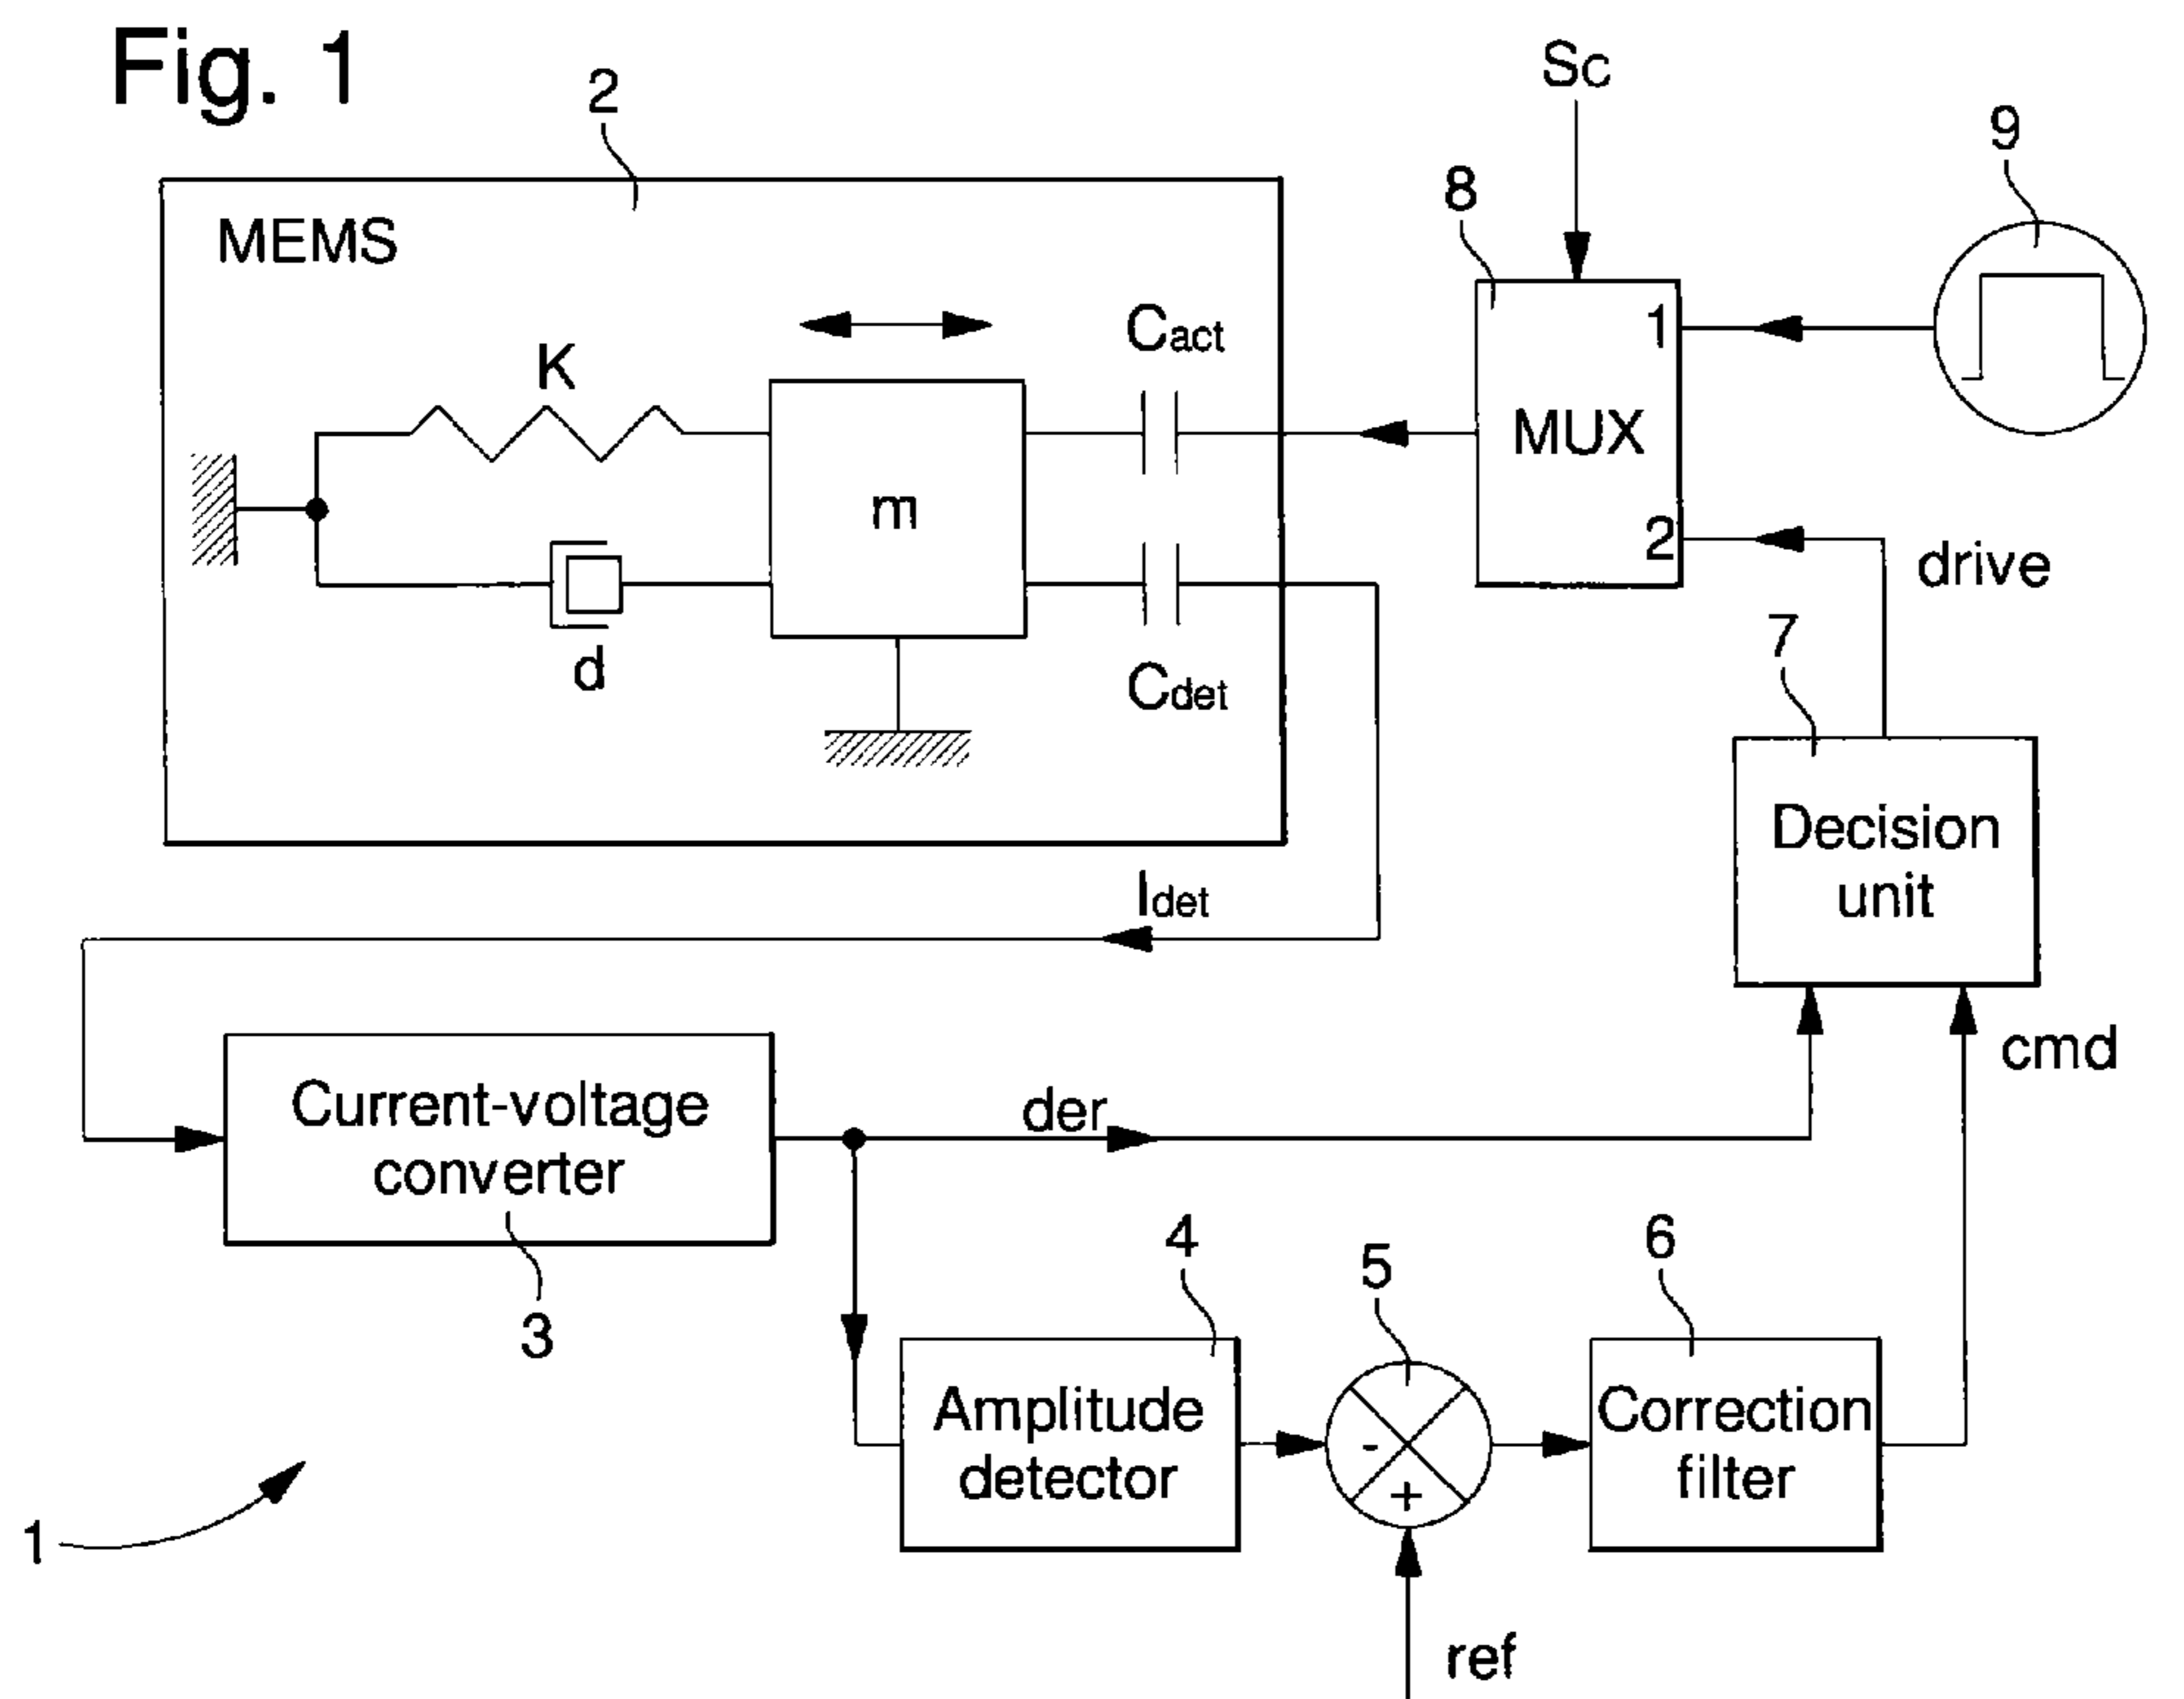 Fig. 1
2
Sc
9
8
MEMS
1
Cact
K
MUX
m
2
drive
7
d
Cdet
Decision
unit
Idet
cmd
Current-voltage
converter
der
3
4
5
6
Amplitude
detector
-
+
Correction
filter
1
ref